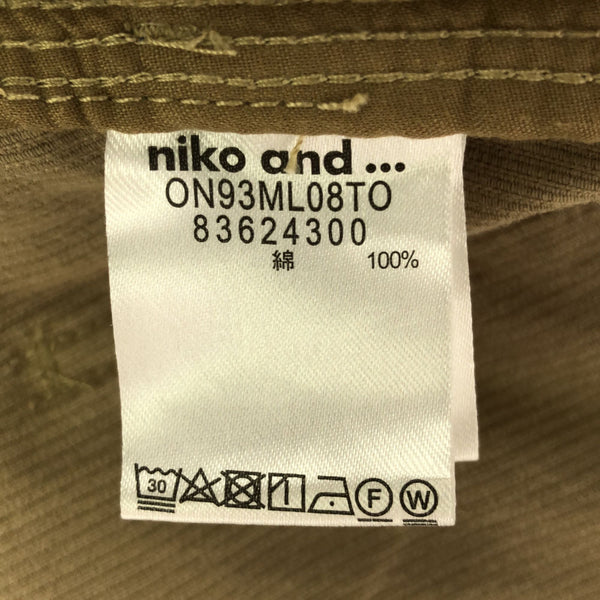 niko and ...
ON93ML08TO
83624300
綿 100%
30
F W